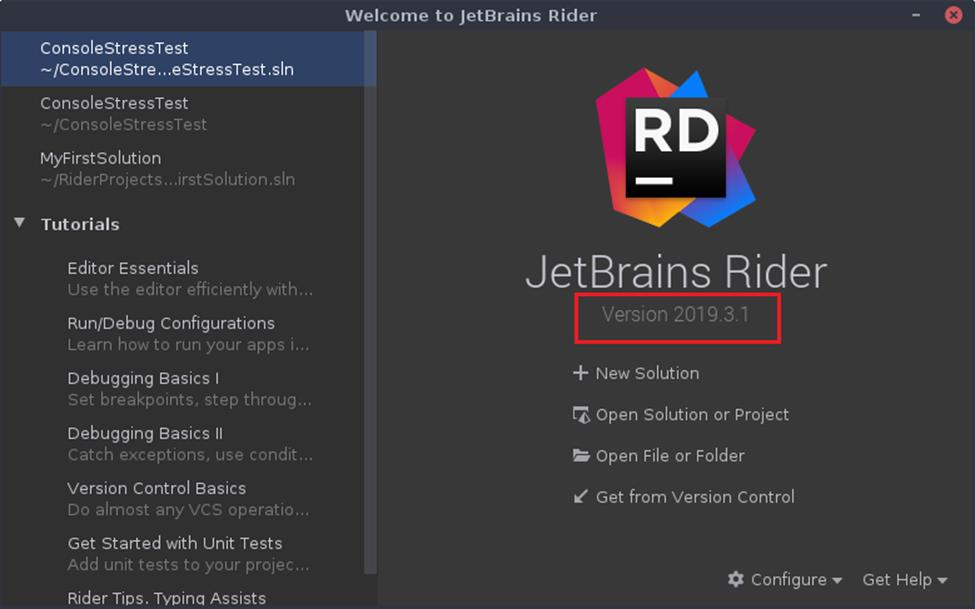 Welcome to JetBrains Rider
ConsoleStressTest
~/ConsoleStre...eStressTest.sln
ConsoleStressTest
~/ConsoleStressTest
MyFirstSolution
~/RiderProjects...irstSolution.sln
Tutorials
Editor Essentials
Use the editor efficiently with...
Run/Debug Configurations
Learn how to run your apps i...
Debugging Basics I
Set breakpoints, step throug...
Debugging Basics II
Catch exceptions, use condit...
Version Control Basics
Do almost any VCS operatio...
Get Started with Unit Tests
Add unit tests to your projec...
Rider Tips. Typing Assists
RD
JetBrains Rider
Version 2019.3.1
New Solution
Open Solution or Project
Open File or Folder
Get from Version Control
Configure
Get Help